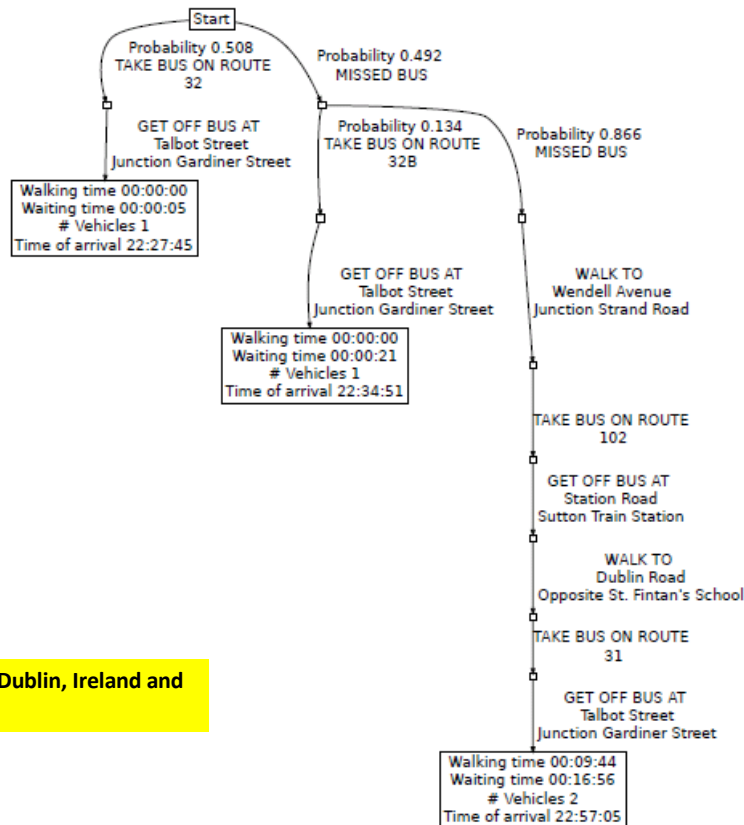 Start
Probability 0.508
TAKE BUS ON ROUTE
32
Probability 0.492
MISSED BUS
GET OFF BUS AT
Talbot Street
Junction Gardiner Street
Probability 0.134
TAKE BUS ON ROUTE
32B
Probability 0.866
MISSED BUS
Walking time 00:00:00
Waiting time 00:00:05
# Vehicles 1
Time of arrival 22:27:45
GET OFF BUS AT
Talbot Street
Junction Gardiner Street
WALK TO
Wendell Avenue
Junction Strand Road
Walking time 00:00:00
Waiting time 00:00:21
# Vehicles 1
Time of arrival 22:34:51
TAKE BUS ON ROUTE
102
GET OFF BUS AT
Station Road
Sutton Train Station
WALK TO
Dublin Road
Opposite St. Fintan's School
TAKE BUS ON ROUTE
31
Dublin, Ireland and
GET OFF BUS AT
Talbot Street
Junction Gardiner Street
Walking time 00:09:44
Waiting time 00:16:56
# Vehicles 2
Time of arrival 22:57:05